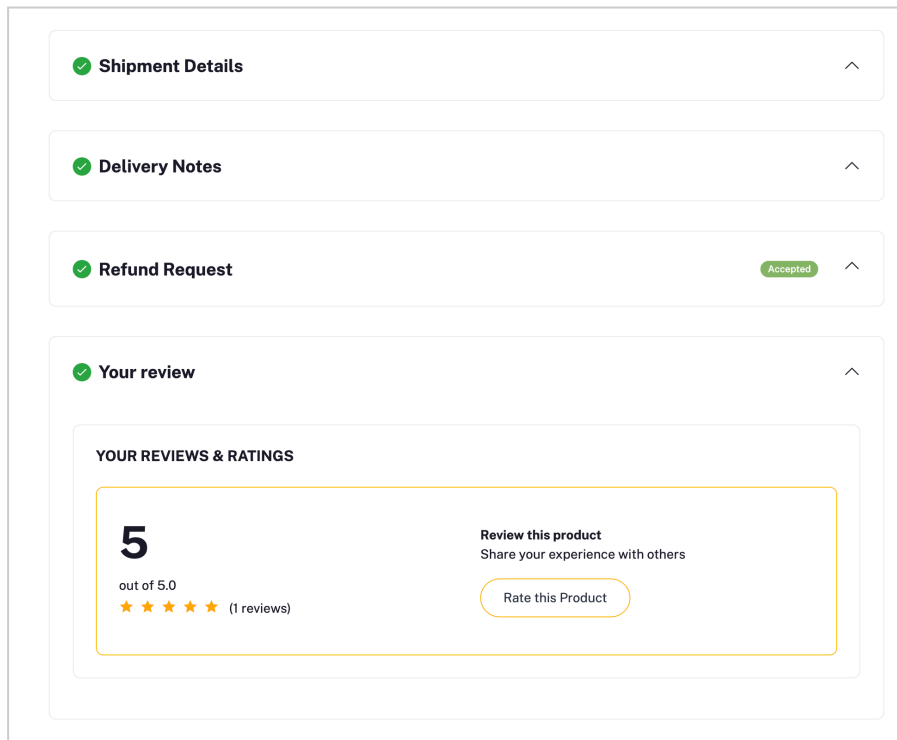 Shipment Details
Delivery Notes
Refund Request
Accepted
Your review
YOUR REVIEWS & RATINGS
5
out of 5.0
(1 reviews)
Review this product
Share your experience with others
Rate this Product